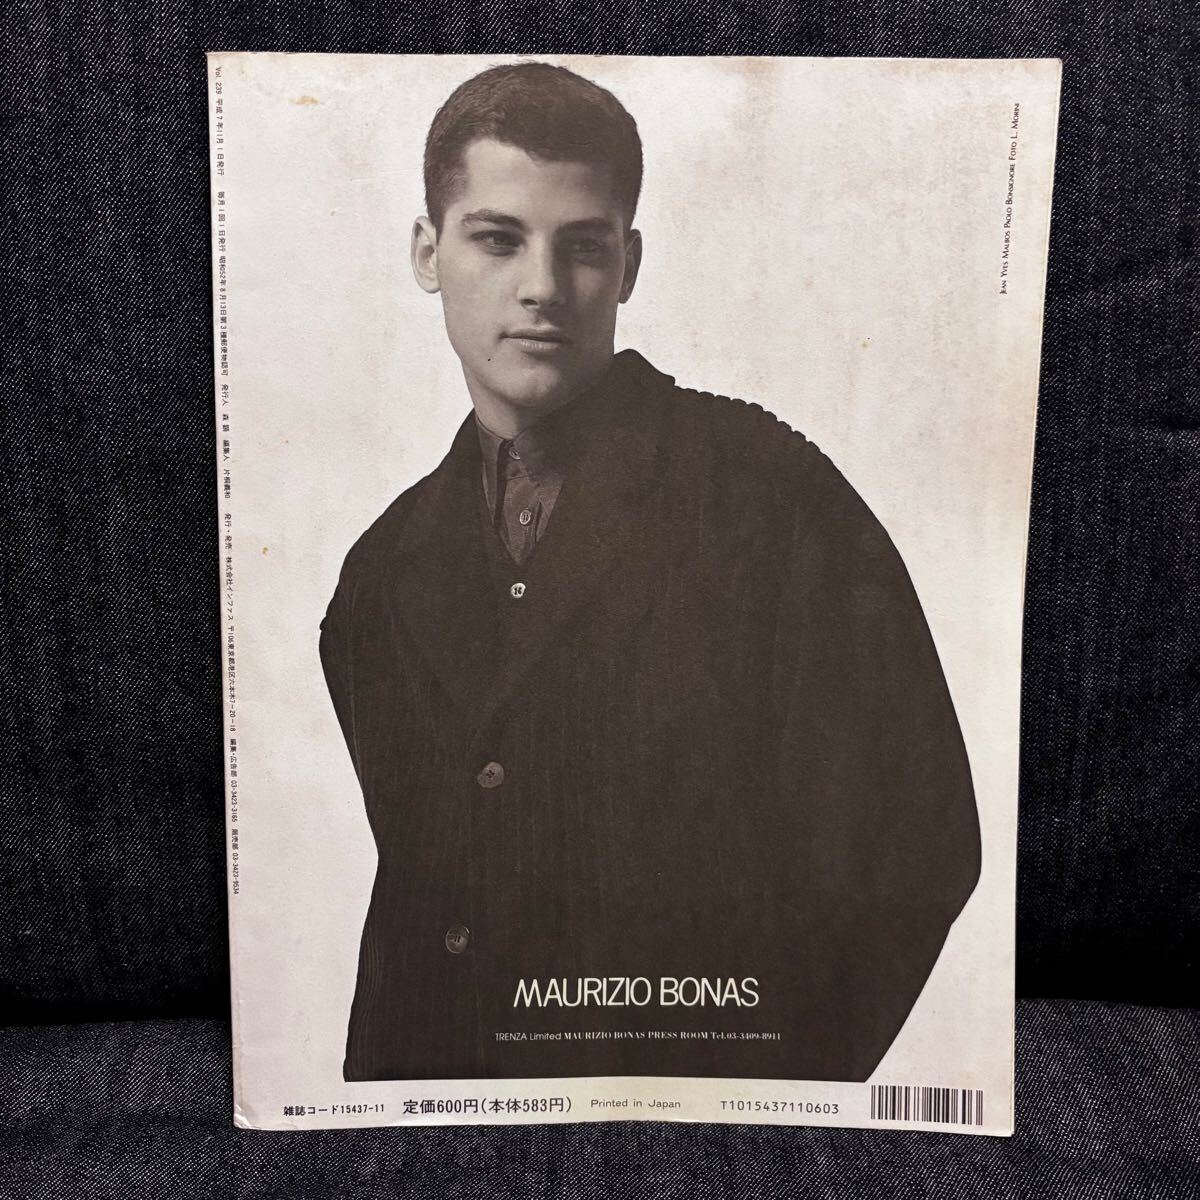 Vol. 239 平成7年11月1日発行 毎月1回1日発行 昭和52年8月13日第3種郵便物認可 発行人 森 顕 編集人 片桐義和 発行・発売 株式会社インファス 〒106東京都港区六本木7-20-18 編集・広告部 03-3423-3165 販売部 03-3423-9534
JEAN YVES MALBOS PAOLO BONSIGNORE FOTO L. MORINI
MAURIZIO BONAS
TRENZA Limited MAURIZIO BONAS PRESS ROOM Tel.03-3409-8911
雑誌コード15437-11 定価600円(本体583円) Printed in Japan T1015437110603